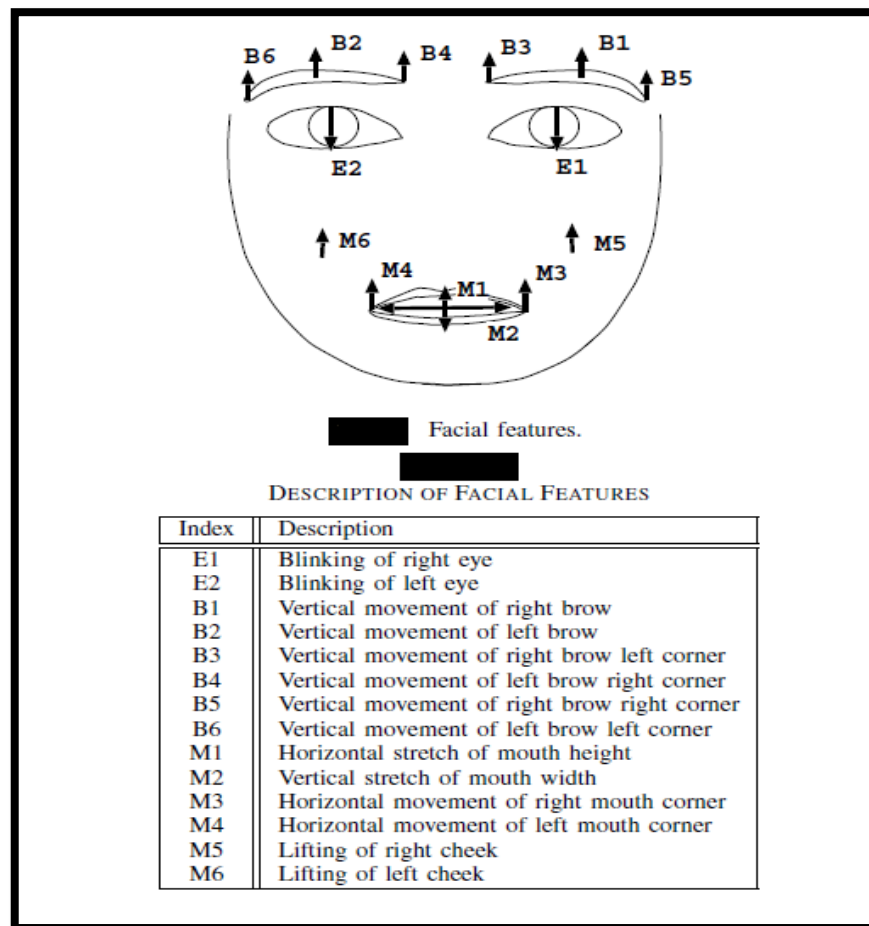 B6 B2 B4 B3 B1 B5
E2 E1
M6 M5
M4 M1 M3
M2
Facial features.
DESCRIPTION OF FACIAL FEATURES
Index Description
E1 Blinking of right eye
E2 Blinking of left eye
B1 Vertical movement of right brow
B2 Vertical movement of left brow
B3 Vertical movement of right brow left corner
B4 Vertical movement of left brow right corner
B5 Vertical movement of right brow right corner
B6 Vertical movement of left brow left corner
M1 Horizontal stretch of mouth height
M2 Vertical stretch of mouth width
M3 Horizontal movement of right mouth corner
M4 Horizontal movement of left mouth corner
M5 Lifting of right cheek
M6 Lifting of left cheek